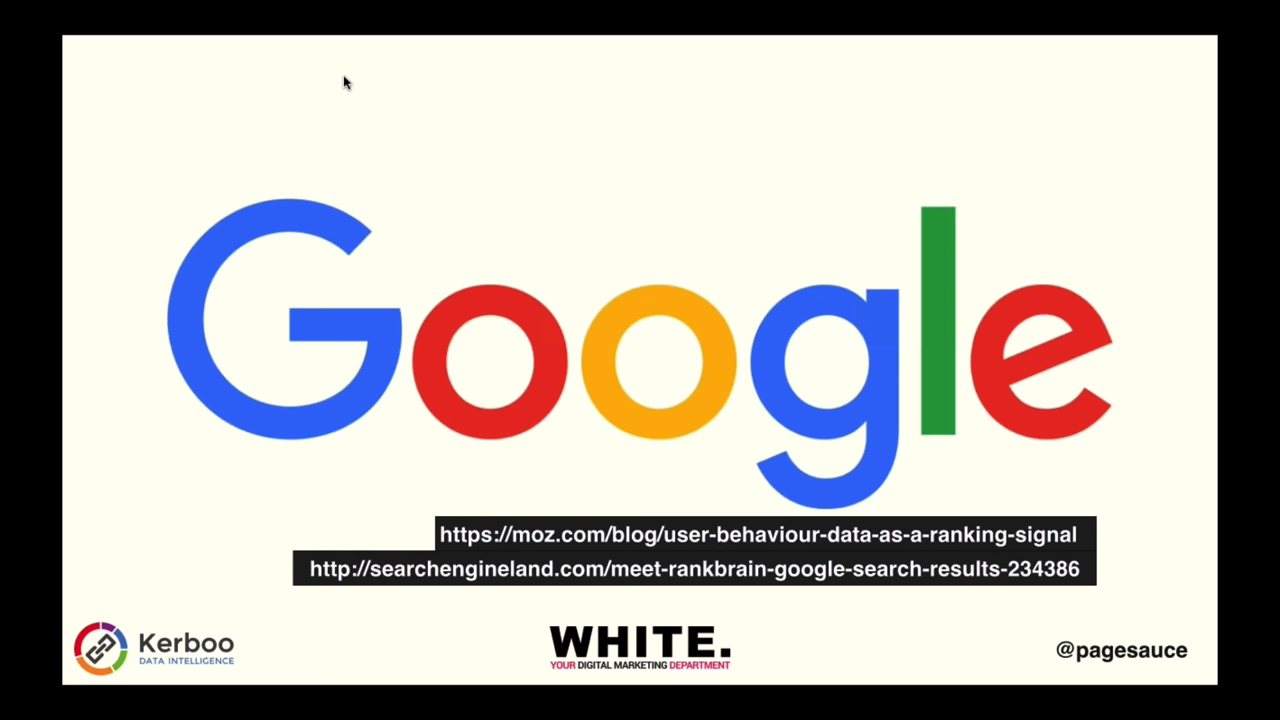 Google
https://moz.com/blog/user-behaviour-data-as-a-ranking-signal
http://searchengineland.com/meet-rankbrain-google-search-results-234386
Kerboo
DATA INTELLIGENCE
WHITE.
YOUR DIGITAL MARKETING DEPARTMENT
@pagesauce